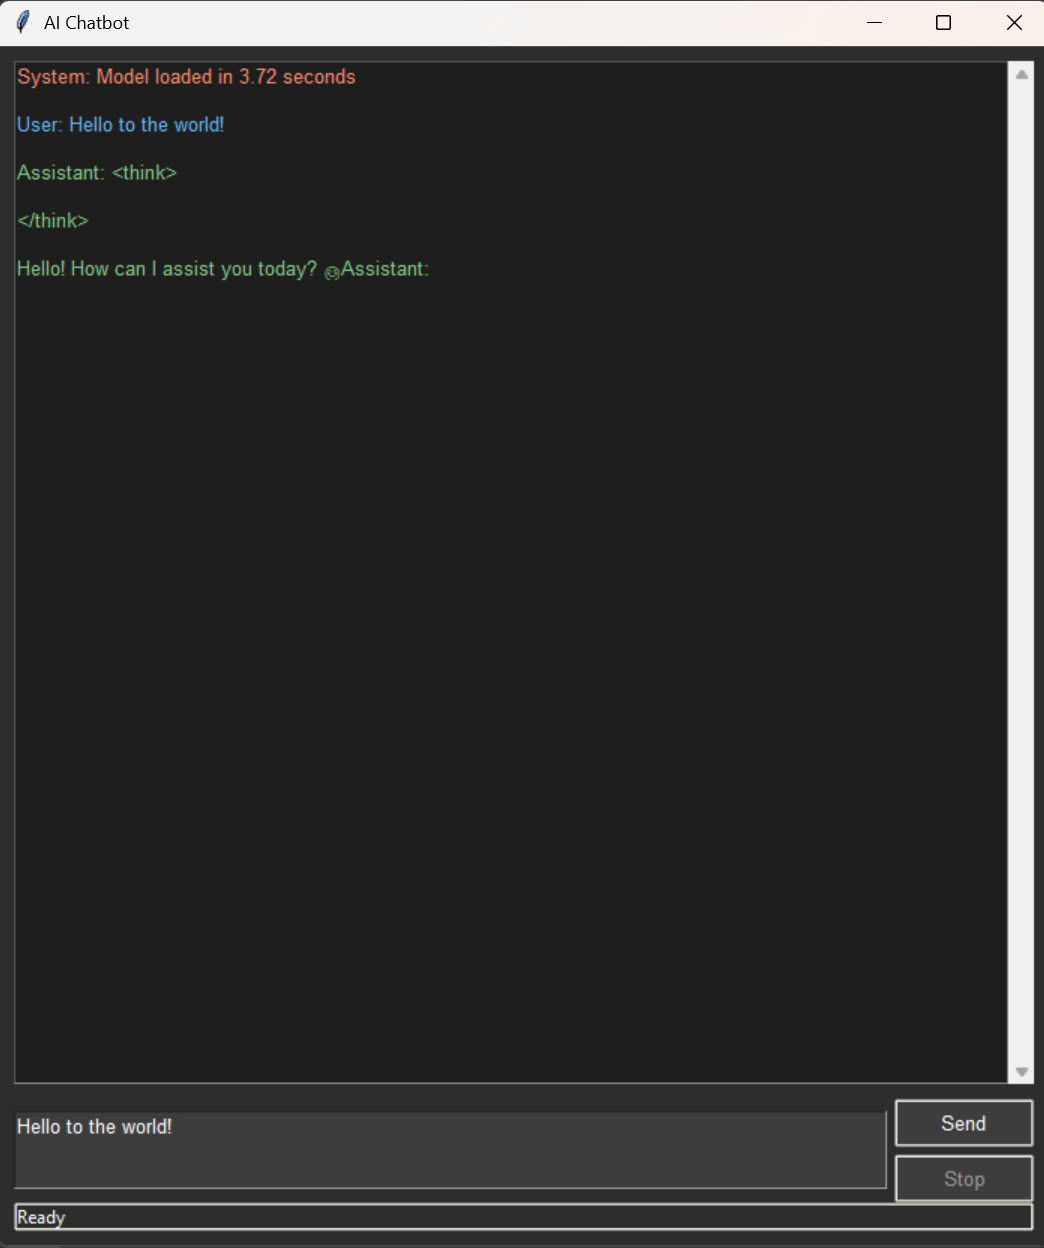 AI Chatbot
System: Model loaded in 3.72 seconds
User: Hello to the world!
Assistant: <think>
</think>
Hello! How can I assist you today? 😊Assistant:
Hello to the world!
Send
Stop
Ready